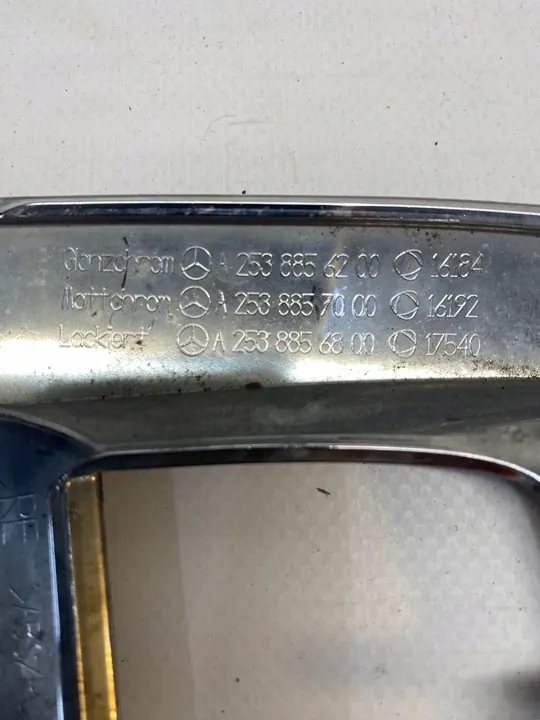 Glanzchrom A 253 885 62 00 16184
Mattchrom A 253 885 70 00 16192
Lackiert A 253 885 68 00 17540